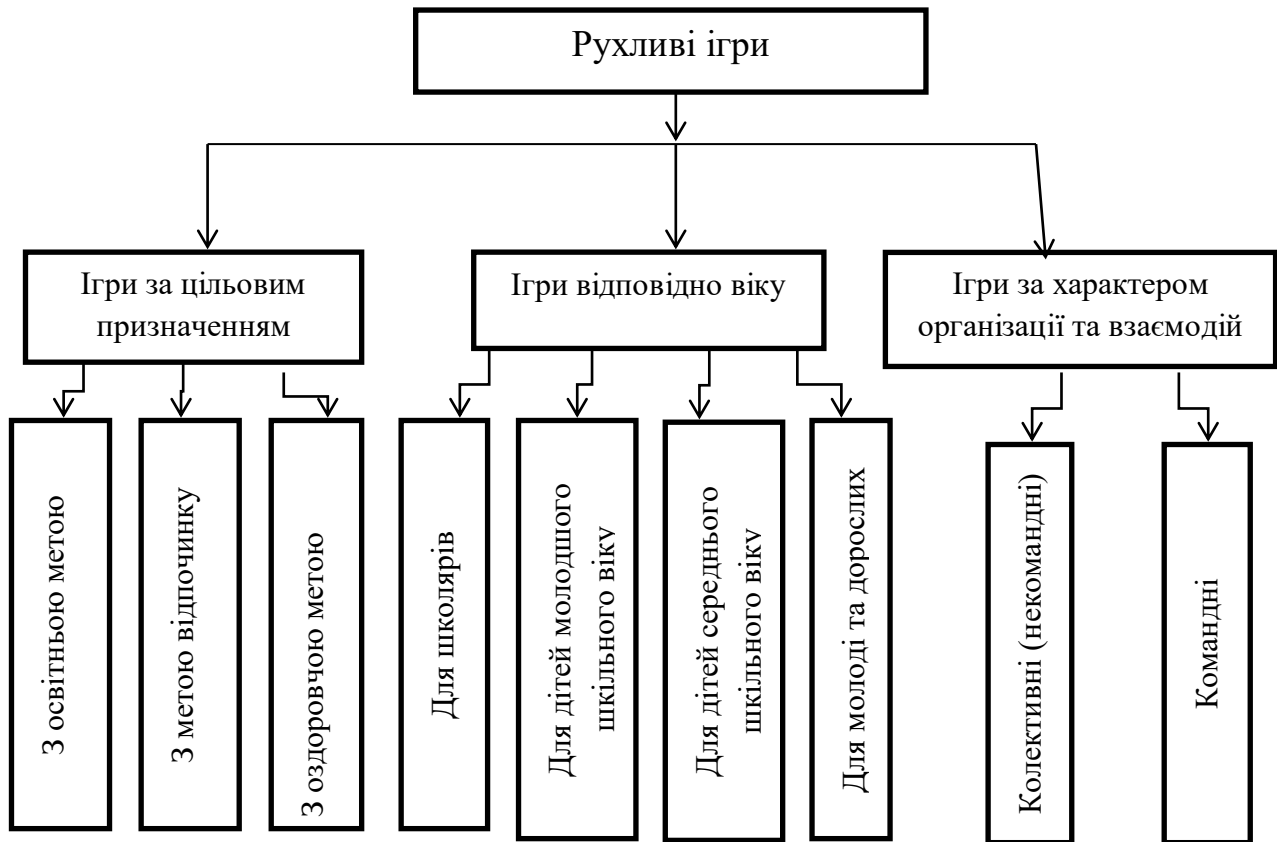 Рухливі ігри
Ігри за цільовим
призначенням
Ігри відповідно віку
Ігри за характером
організації та взаємодій
З освітньою метою
З метою відпочинку
З оздоровчою метою
Для школярів
Для дітей молодшого
шкільного віку
Для дітей середнього
шкільного віку
Для молоді та дорослих
Колективні (некомандні)
Командні